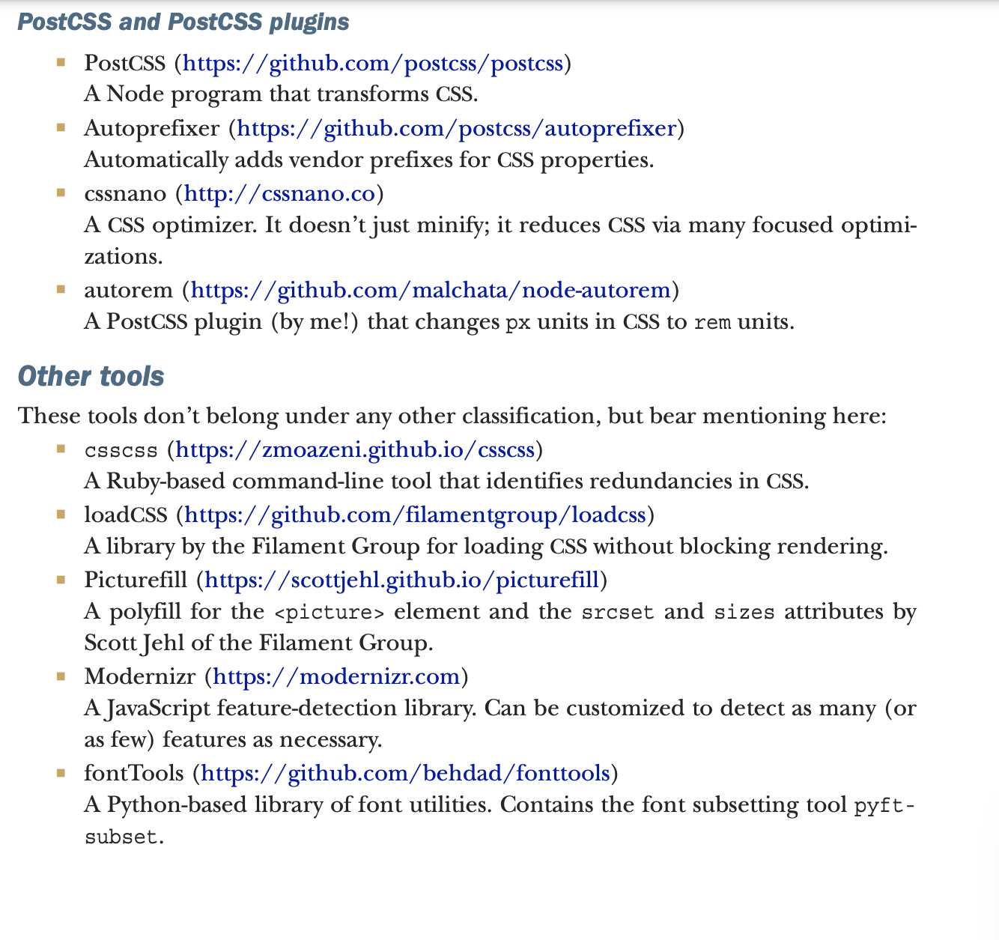 PostCSS and PostCSS plugins
▪ PostCSS (https://github.com/postcss/postcss)
A Node program that transforms CSS.
▪ Autoprefixer (https://github.com/postcss/autoprefixer)
Automatically adds vendor prefixes for CSS properties.
▪ cssnano (http://cssnano.co)
A CSS optimizer. It doesn’t just minify; it reduces CSS via many focused optimi-
zations.
▪ autorem (https://github.com/malchata/node-autorem)
A PostCSS plugin (by me!) that changes px units in CSS to rem units.
Other tools
These tools don’t belong under any other classification, but bear mentioning here:
▪ csscss (https://zmoazeni.github.io/csscss)
A Ruby-based command-line tool that identifies redundancies in CSS.
▪ loadCSS (https://github.com/filamentgroup/loadcss)
A library by the Filament Group for loading CSS without blocking rendering.
▪ Picturefill (https://scottjehl.github.io/picturefill)
A polyfill for the <picture> element and the srcset and sizes attributes by
Scott Jehl of the Filament Group.
▪ Modernizr (https://modernizr.com)
A JavaScript feature-detection library. Can be customized to detect as many (or
as few) features as necessary.
▪ fontTools (https://github.com/behdad/fonttools)
A Python-based library of font utilities. Contains the font subsetting tool pyft-
subset.